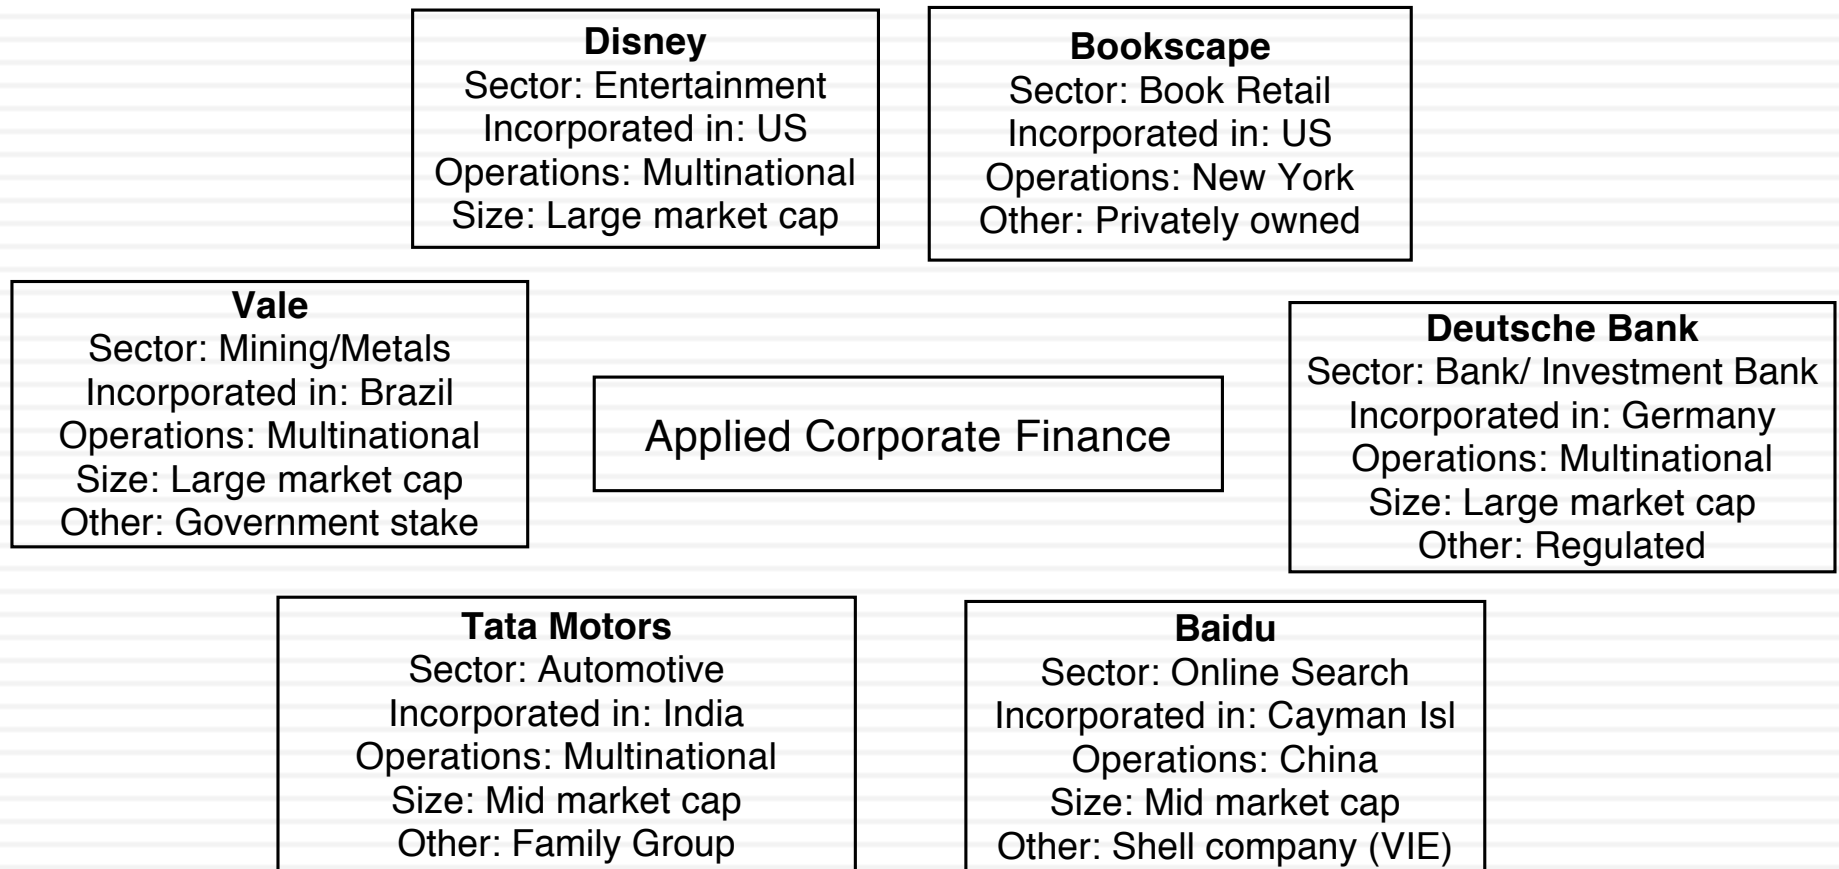 Disney
Sector: Entertainment
Incorporated in: US
Operations: Multinational
Size: Large market cap
Bookscape
Sector: Book Retail
Incorporated in: US
Operations: New York
Other: Privately owned
Vale
Sector: Mining/Metals
Incorporated in: Brazil
Operations: Multinational
Size: Large market cap
Other: Government stake
Applied Corporate Finance
Deutsche Bank
Sector: Bank/ Investment Bank
Incorporated in: Germany
Operations: Multinational
Size: Large market cap
Other: Regulated
Tata Motors
Sector: Automotive
Incorporated in: India
Operations: Multinational
Size: Mid market cap
Other: Family Group
Baidu
Sector: Online Search
Incorporated in: Cayman Isl
Operations: China
Size: Mid market cap
Other: Shell company (VIE)